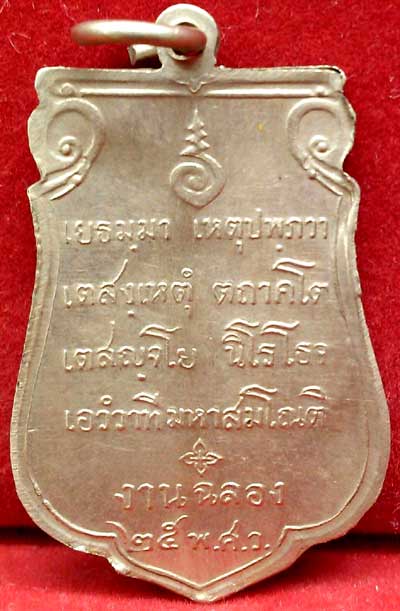 เยธมฺมา เหตุปฺพฺภวา
เตสํเหตุํ ตถาคโต
เตสญฺจโย นิโรโธจ
เอวํวาที มหาสมโณติ
งานฉลอง
๒๕ พ.ศ.ว.